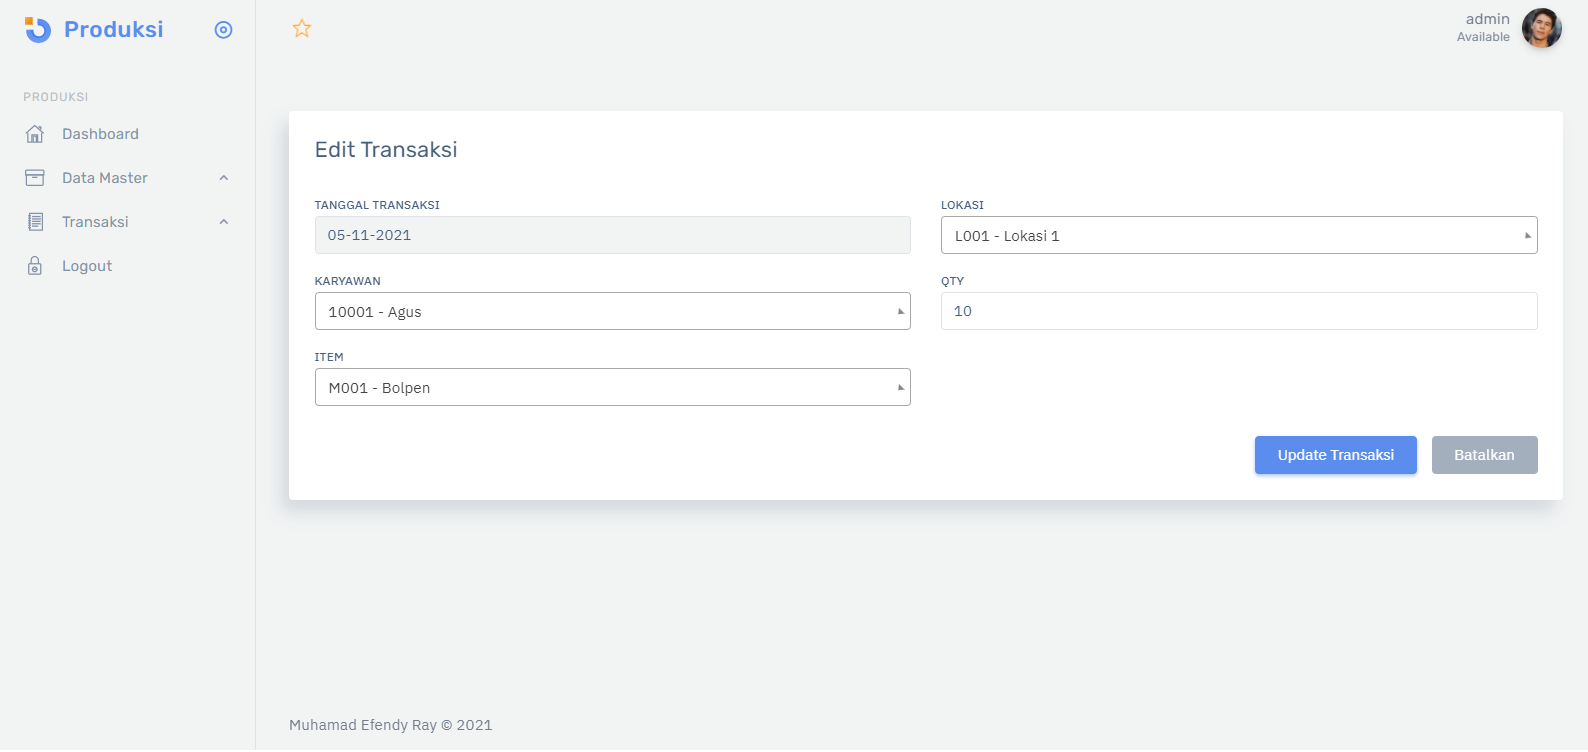 Produksi
admin
Available
PRODUKSI
Dashboard
Data Master
Transaksi
Logout
Edit Transaksi
TANGGAL TRANSAKSI
05-11-2021
LOKASI
L001 - Lokasi 1
KARYAWAN
10001 - Agus
QTY
10
ITEM
M001 - Bolpen
Update Transaksi
Batalkan
Muhamad Efendy Ray © 2021